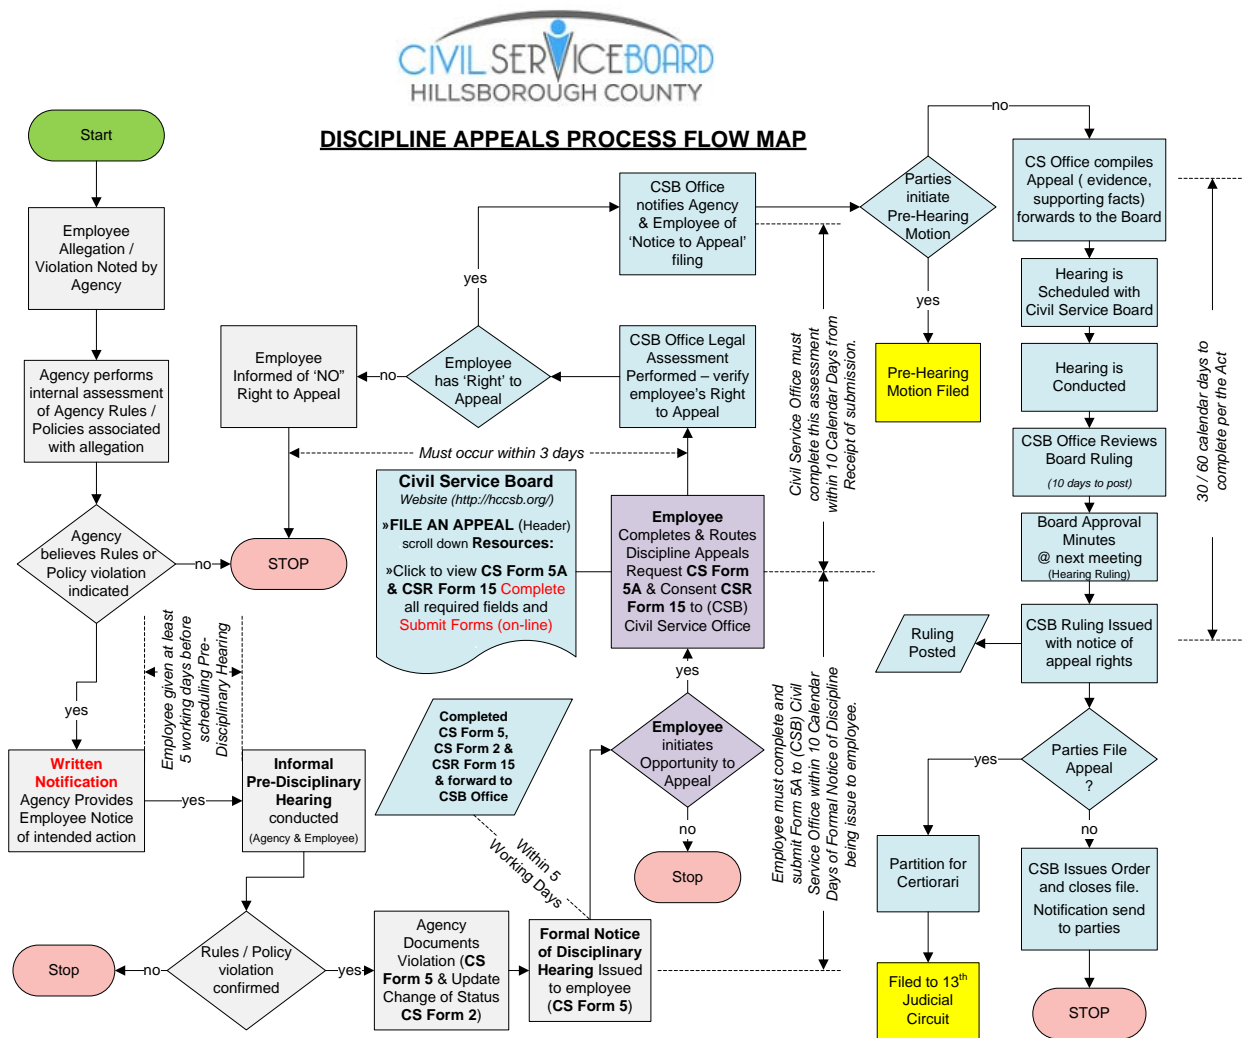 CIVIL SERVICEBOARD
HILLSBOROUGH COUNTY
DISCIPLINE APPEALS PROCESS FLOW MAP
Start
Employee
Allegation /
Violation Noted by
Agency
Agency performs
internal assessment
of Agency Rules /
Policies associated
with allegation
Agency
believes Rules or
Policy violation
indicated
no
STOP
yes
Written
Notification
Agency Provides
Employee Notice
of intended action
Employee given at least
5 working days before
scheduling Pre-
Disciplinary Hearing
yes
Informal
Pre-Disciplinary
Hearing
conducted
(Agency & Employee)
Rules / Policy
violation
confirmed
no
Stop
yes
Agency
Documents
Violation (CS
Form 5 & Update
Change of Status
CS Form 2)
Formal Notice
of Disciplinary
Hearing Issued
to employee
(CS Form 5)
Within 5
Working Days
Completed
CS Form 5,
CS Form 2 &
CSR Form 15
& forward to
CSB Office
Employee
initiates
Opportunity to
Appeal
no
Stop
yes
Employee must complete and
submit Form 5A to (CSB) Civil
Service Office within 10 Calendar
Days of Formal Notice of Discipline
being issue to employee.
Employee
Completes & Routes
Discipline Appeals
Request CS Form
5A & Consent CSR
Form 15 to (CSB)
Civil Service Office
Civil Service Board
Website (http://hccsb.org/)
»FILE AN APPEAL (Header)
scroll down Resources:
»Click to view CS Form 5A
& CSR Form 15 Complete
all required fields and
Submit Forms (on-line)
Must occur within 3 days
CSB Office Legal
Assessment
Performed – verify
employee's Right to
Appeal
Employee
has 'Right' to
Appeal
no
Employee
Informed of 'NO"
Right to Appeal
yes
CSB Office
notifies Agency
& Employee of
'Notice to Appeal'
filing
Civil Service Office must
complete this assessment
within 10 Calendar Days from
Receipt of submission.
Parties
initiate
Pre-Hearing
Motion
yes
Pre-Hearing
Motion Filed
no
CS Office compiles
Appeal ( evidence,
supporting facts)
forwards to the Board
Hearing is
Scheduled with
Civil Service Board
Hearing is
Conducted
CSB Office Reviews
Board Ruling
(10 days to post)
Board Approval
Minutes
@ next meeting
(Hearing Ruling)
30 / 60 calendar days to
complete per the Act
CSB Ruling Issued
with notice of
appeal rights
Ruling
Posted
Parties File
Appeal
?
yes
Partition for
Certiorari
Filed to 13th
Judicial
Circuit
no
CSB Issues Order
and closes file.
Notification send
to parties
STOP